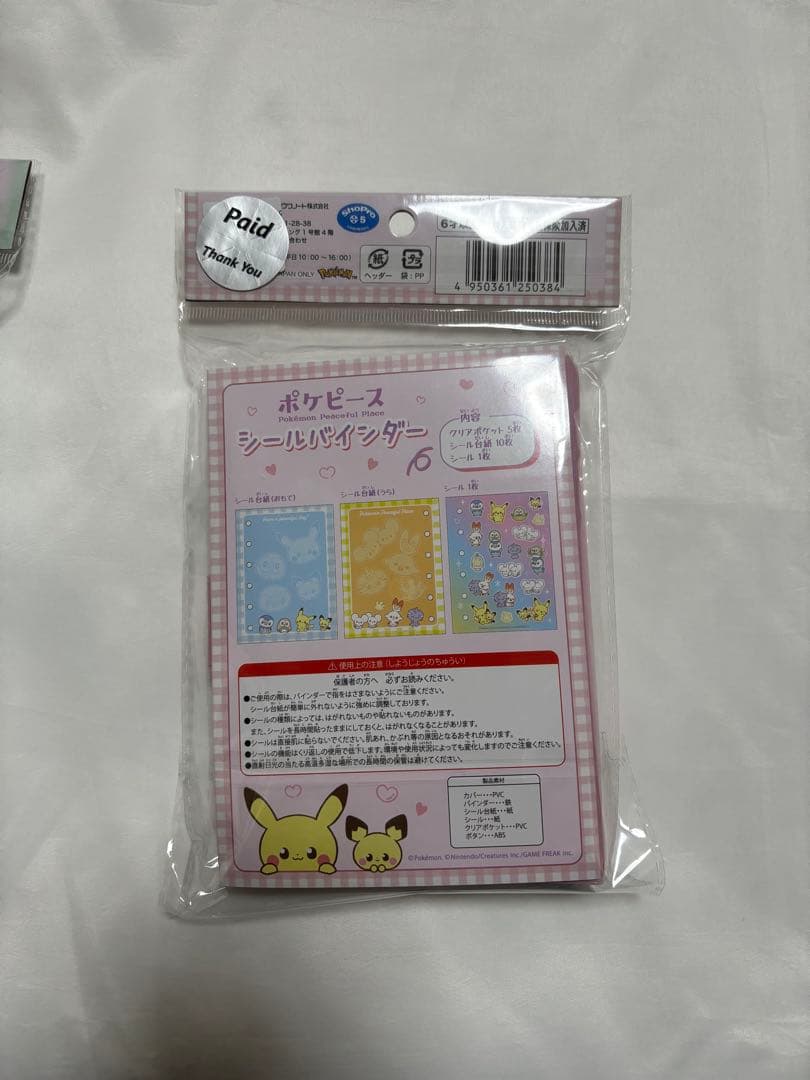 Paid
Thank You
ウワノート株式会社
1-28-38
ング1号館4階
合わせ
平日10:00～16:00)
JAPAN ONLY
Pokémon
ShoPro
S
紙
ヘッダー
プラ
袋:PP
加入済
4 950361 250384
ポケピース
Pokémon Peaceful Place
シールバインダー
内容
クリアポケット 5枚
シール台紙 10枚
シール 1枚
シール台紙(おもて)
シール台紙(うら)
シール 1枚
Pokémon Peaceful Place
⚠使用上の注意(しようじょうのちゅうい)
保護者の方へ 必ずお読みください。
●ご使用の際は、バインダーで指をはさまないようにご注意ください。
シール台紙が簡単に外れないように強めに調整しております。
●シールの種類によっては、はがれないものや貼れないものがあります。
また、シールを長時間貼ったままにしておくと、はがれなくなることがあります。
●シールは直接肌に貼らないでください。肌あれ、かぶれ等の原因となるおそれがあります。
●シールの機能はくり返しの使用で低下します。環境や使用状況によっても変化しますのでご注意ください。
●直射日光の当たる高温多湿な場所での長時間の保管は避けてください。
製品素材
カバー・・・PVC
バインダー・・・鉄
シール台紙・・・紙
シール・・・紙
クリアポケット・・・PVC
ボタン・・・ABS
©Pokémon. ©Nintendo/Creatures Inc./GAME FREAK inc.